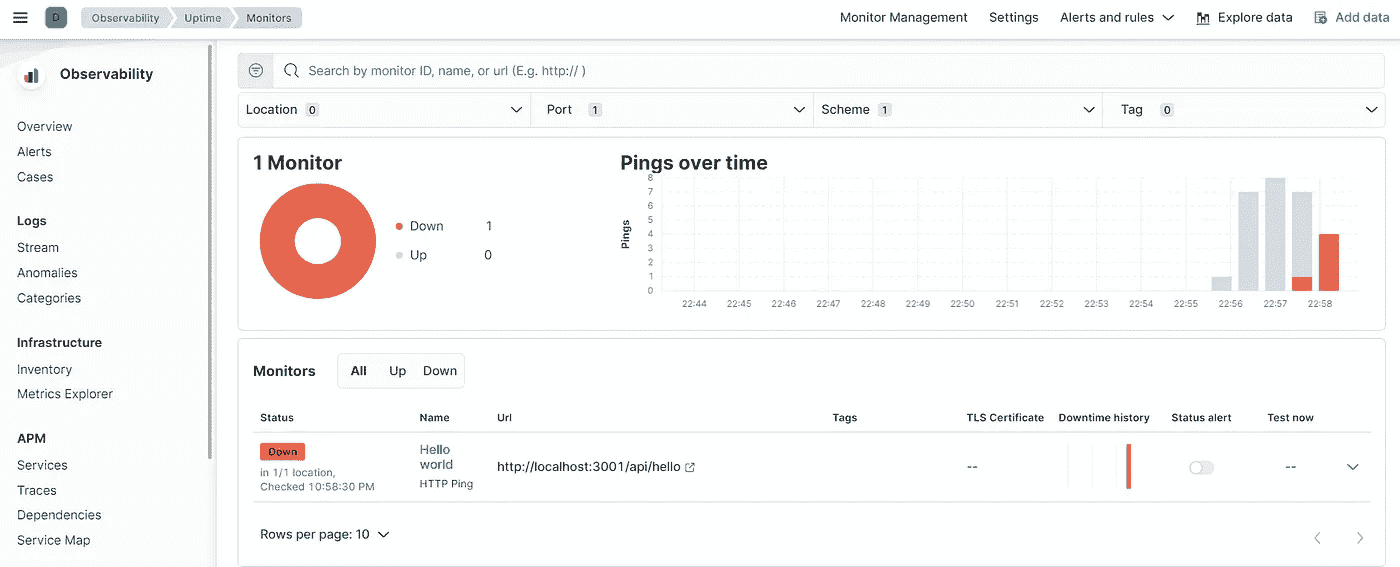 D Observability Uptime Monitors Monitor Management Settings Alerts and rules Explore data Add data
Observability
Overview
Alerts
Cases
Logs
Stream
Anomalies
Categories
Infrastructure
Inventory
Metrics Explorer
APM
Services
Traces
Dependencies
Service Map
Search by monitor ID, name, or url (E.g. http:// )
Location 0 Port 1 Scheme 1 Tag 0
1 Monitor
Down 1
Up 0
Pings over time
Pings
8
7
6
5
4
3
2
1
0
22:44 22:45 22:46 22:47 22:48 22:49 22:50 22:51 22:52 22:53 22:54 22:55 22:56 22:57 22:58
Monitors All Up Down
Status Name Url Tags TLS Certificate Downtime history Status alert Test now
Down
in 1/1 location,
Checked 10:58:30 PM
Hello
world
HTTP Ping
http://localhost:3001/api/hello
-- --
Rows per page: 10